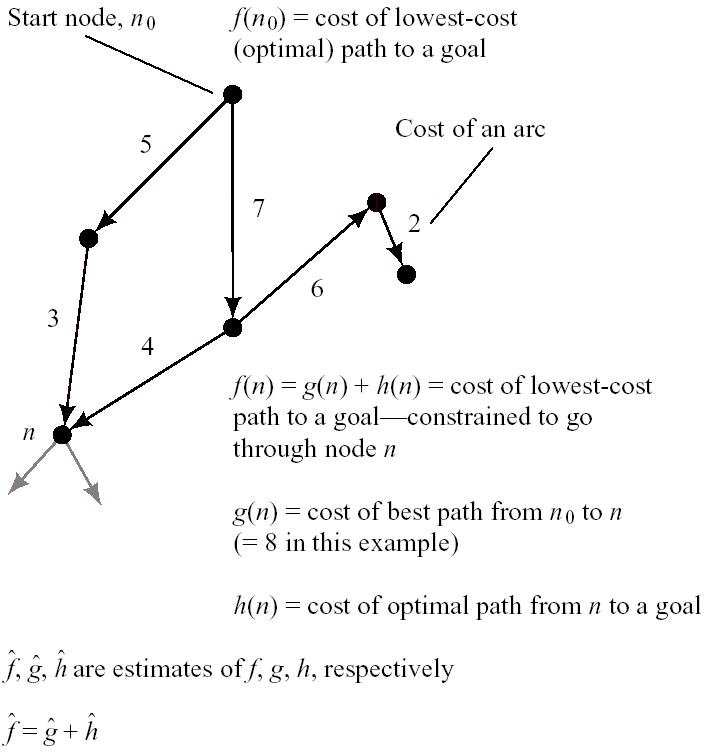 Start node, n0
f(n0) = cost of lowest-cost
(optimal) path to a goal
Cost of an arc
5
7
2
6
3
4
n
f(n) = g(n) + h(n) = cost of lowest-cost
path to a goal—constrained to go
through node n
g(n) = cost of best path from n0 to n
(= 8 in this example)
h(n) = cost of optimal path from n to a goal
f̂, ĝ, ĥ are estimates of f, g, h, respectively
f̂ = ĝ + ĥ